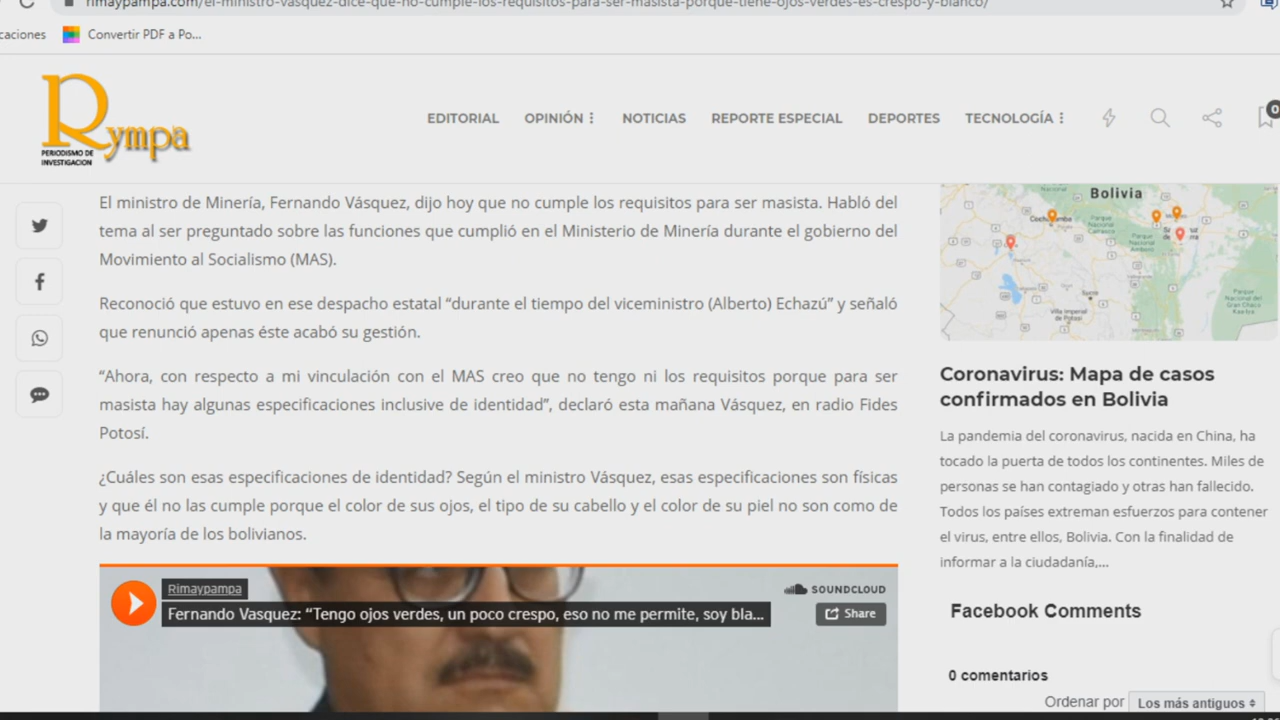 rimaypampa.com/el-ministro-vasquez-dice-que-no-cumple-los-requisitos-para-ser-masista-porque-tiene-ojos-verdes-es-crespo-y-blanco/
Convertir PDF a Po...
Rympa
PERIODISMO DE
INVESTIGACION
EDITORIAL OPINIÓN NOTICIAS REPORTE ESPECIAL DEPORTES TECNOLOGÍA
0
El ministro de Minería, Fernando Vásquez, dijo hoy que no cumple los requisitos para ser masista. Habló del
tema al ser preguntado sobre las funciones que cumplió en el Ministerio de Minería durante el gobierno del
Movimiento al Socialismo (MAS).
Reconoció que estuvo en ese despacho estatal “durante el tiempo del viceministro (Alberto) Echazú” y señaló
que renunció apenas éste acabó su gestión.
“Ahora, con respecto a mi vinculación con el MAS creo que no tengo ni los requisitos porque para ser
masista hay algunas especificaciones inclusive de identidad”, declaró esta mañana Vásquez, en radio Fides
Potosí.
¿Cuáles son esas especificaciones de identidad? Según el ministro Vásquez, esas especificaciones son físicas
y que él no las cumple porque el color de sus ojos, el tipo de su cabello y el color de su piel no son como de
la mayoría de los bolivianos.
Rimaypampa
Fernando Vasquez: “Tengo ojos verdes, un poco crespo, eso no me permite, soy bla...
SOUNDCLOUD
Share
Bolivia
Sucre
Coronavirus: Mapa de casos
confirmados en Bolivia
La pandemia del coronavirus, nacida en China, ha
tocado la puerta de todos los continentes. Miles de
personas se han contagiado y otras han fallecido.
Todos los países extreman esfuerzos para contener
el virus, entre ellos, Bolivia. Con la finalidad de
informar a la ciudadanía,...
Facebook Comments
0 comentarios
Ordenar por Los más antiguos